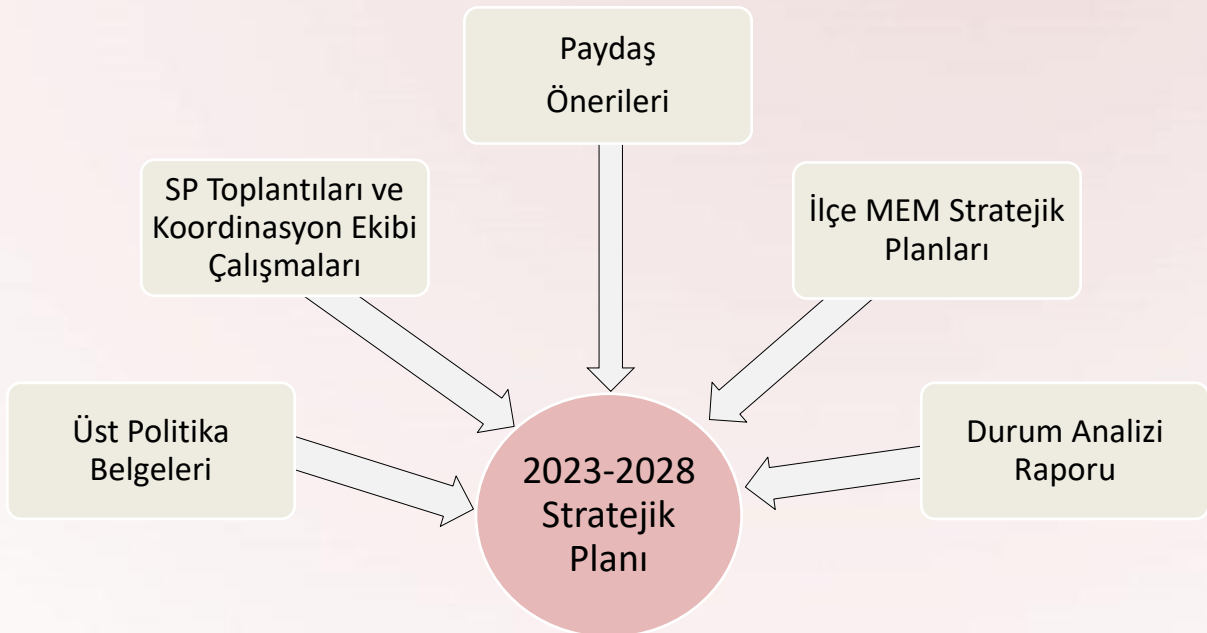 Paydaş
Önerileri
SP Toplantıları ve
Koordinasyon Ekibi
Çalışmaları
İlçe MEM Stratejik
Planları
Üst Politika
Belgeleri
Durum Analizi
Raporu
2023-2028
Stratejik
Planı